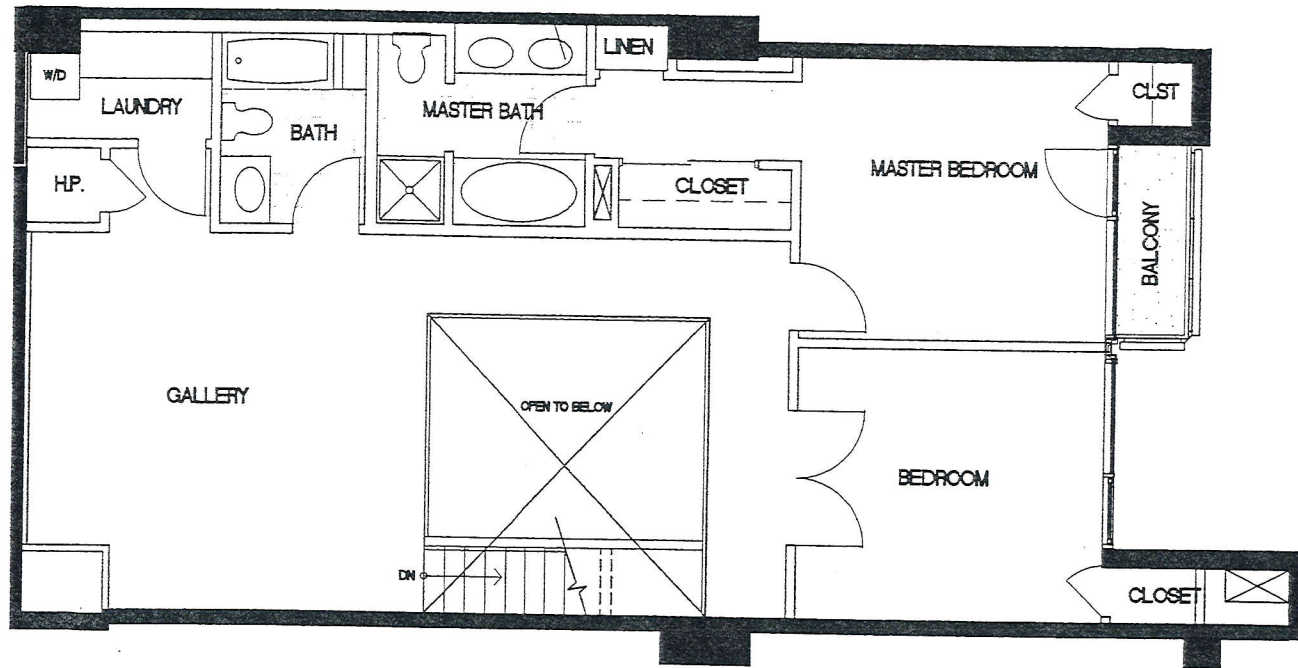 LINEN
W/D
CLST
LAUNDRY
MASTER BATH
BATH
MASTER BEDROOM
H.P.
CLOSET
BALCONY
GALLERY
OPEN TO BELOW
BEDROOM
DN
CLOSET